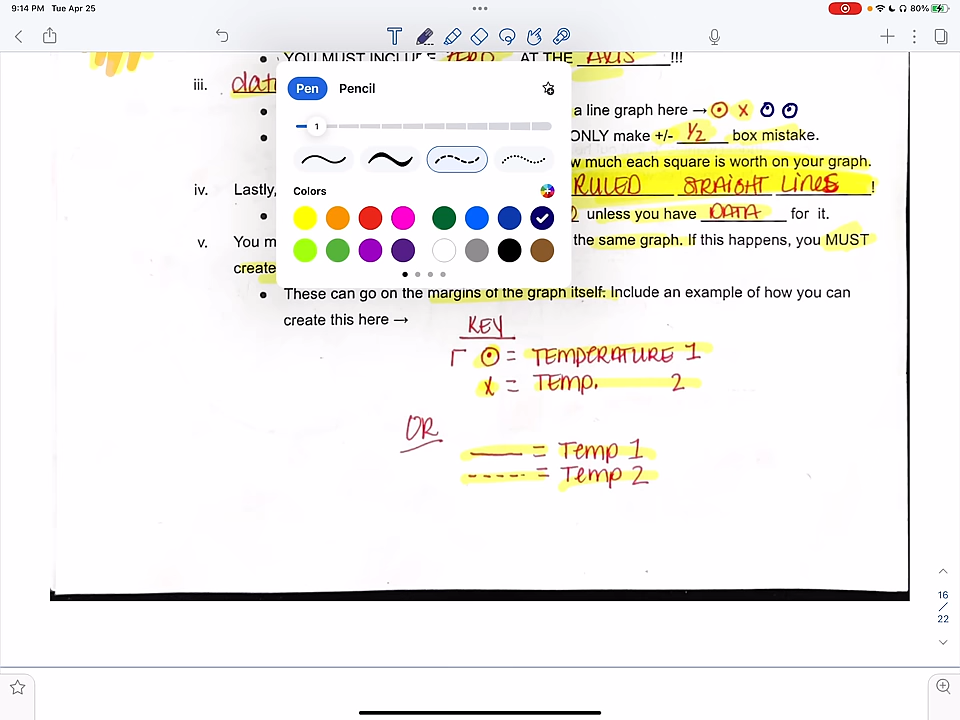 9:14 PM Tue Apr 25
80%
YOU MUST INCLUDE ZERO AT THE AXIS !!!
iii. data
Pen Pencil
a line graph here → ⊙ x
1
ONLY make +/- 1/2 box mistake.
w much each square is worth on your graph.
iv. Lastly, RULED STRAIGHT LINES !
Colors
unless you have DATA for it.
v. You m the same graph. If this happens, you MUST
create
These can go on the margins of the graph itself. Include an example of how you can
create this here →
KEY
⊙ = TEMPERATURE 1
x = TEMP. 2
OR
——— = Temp 1
------ = Temp 2
16
/
22